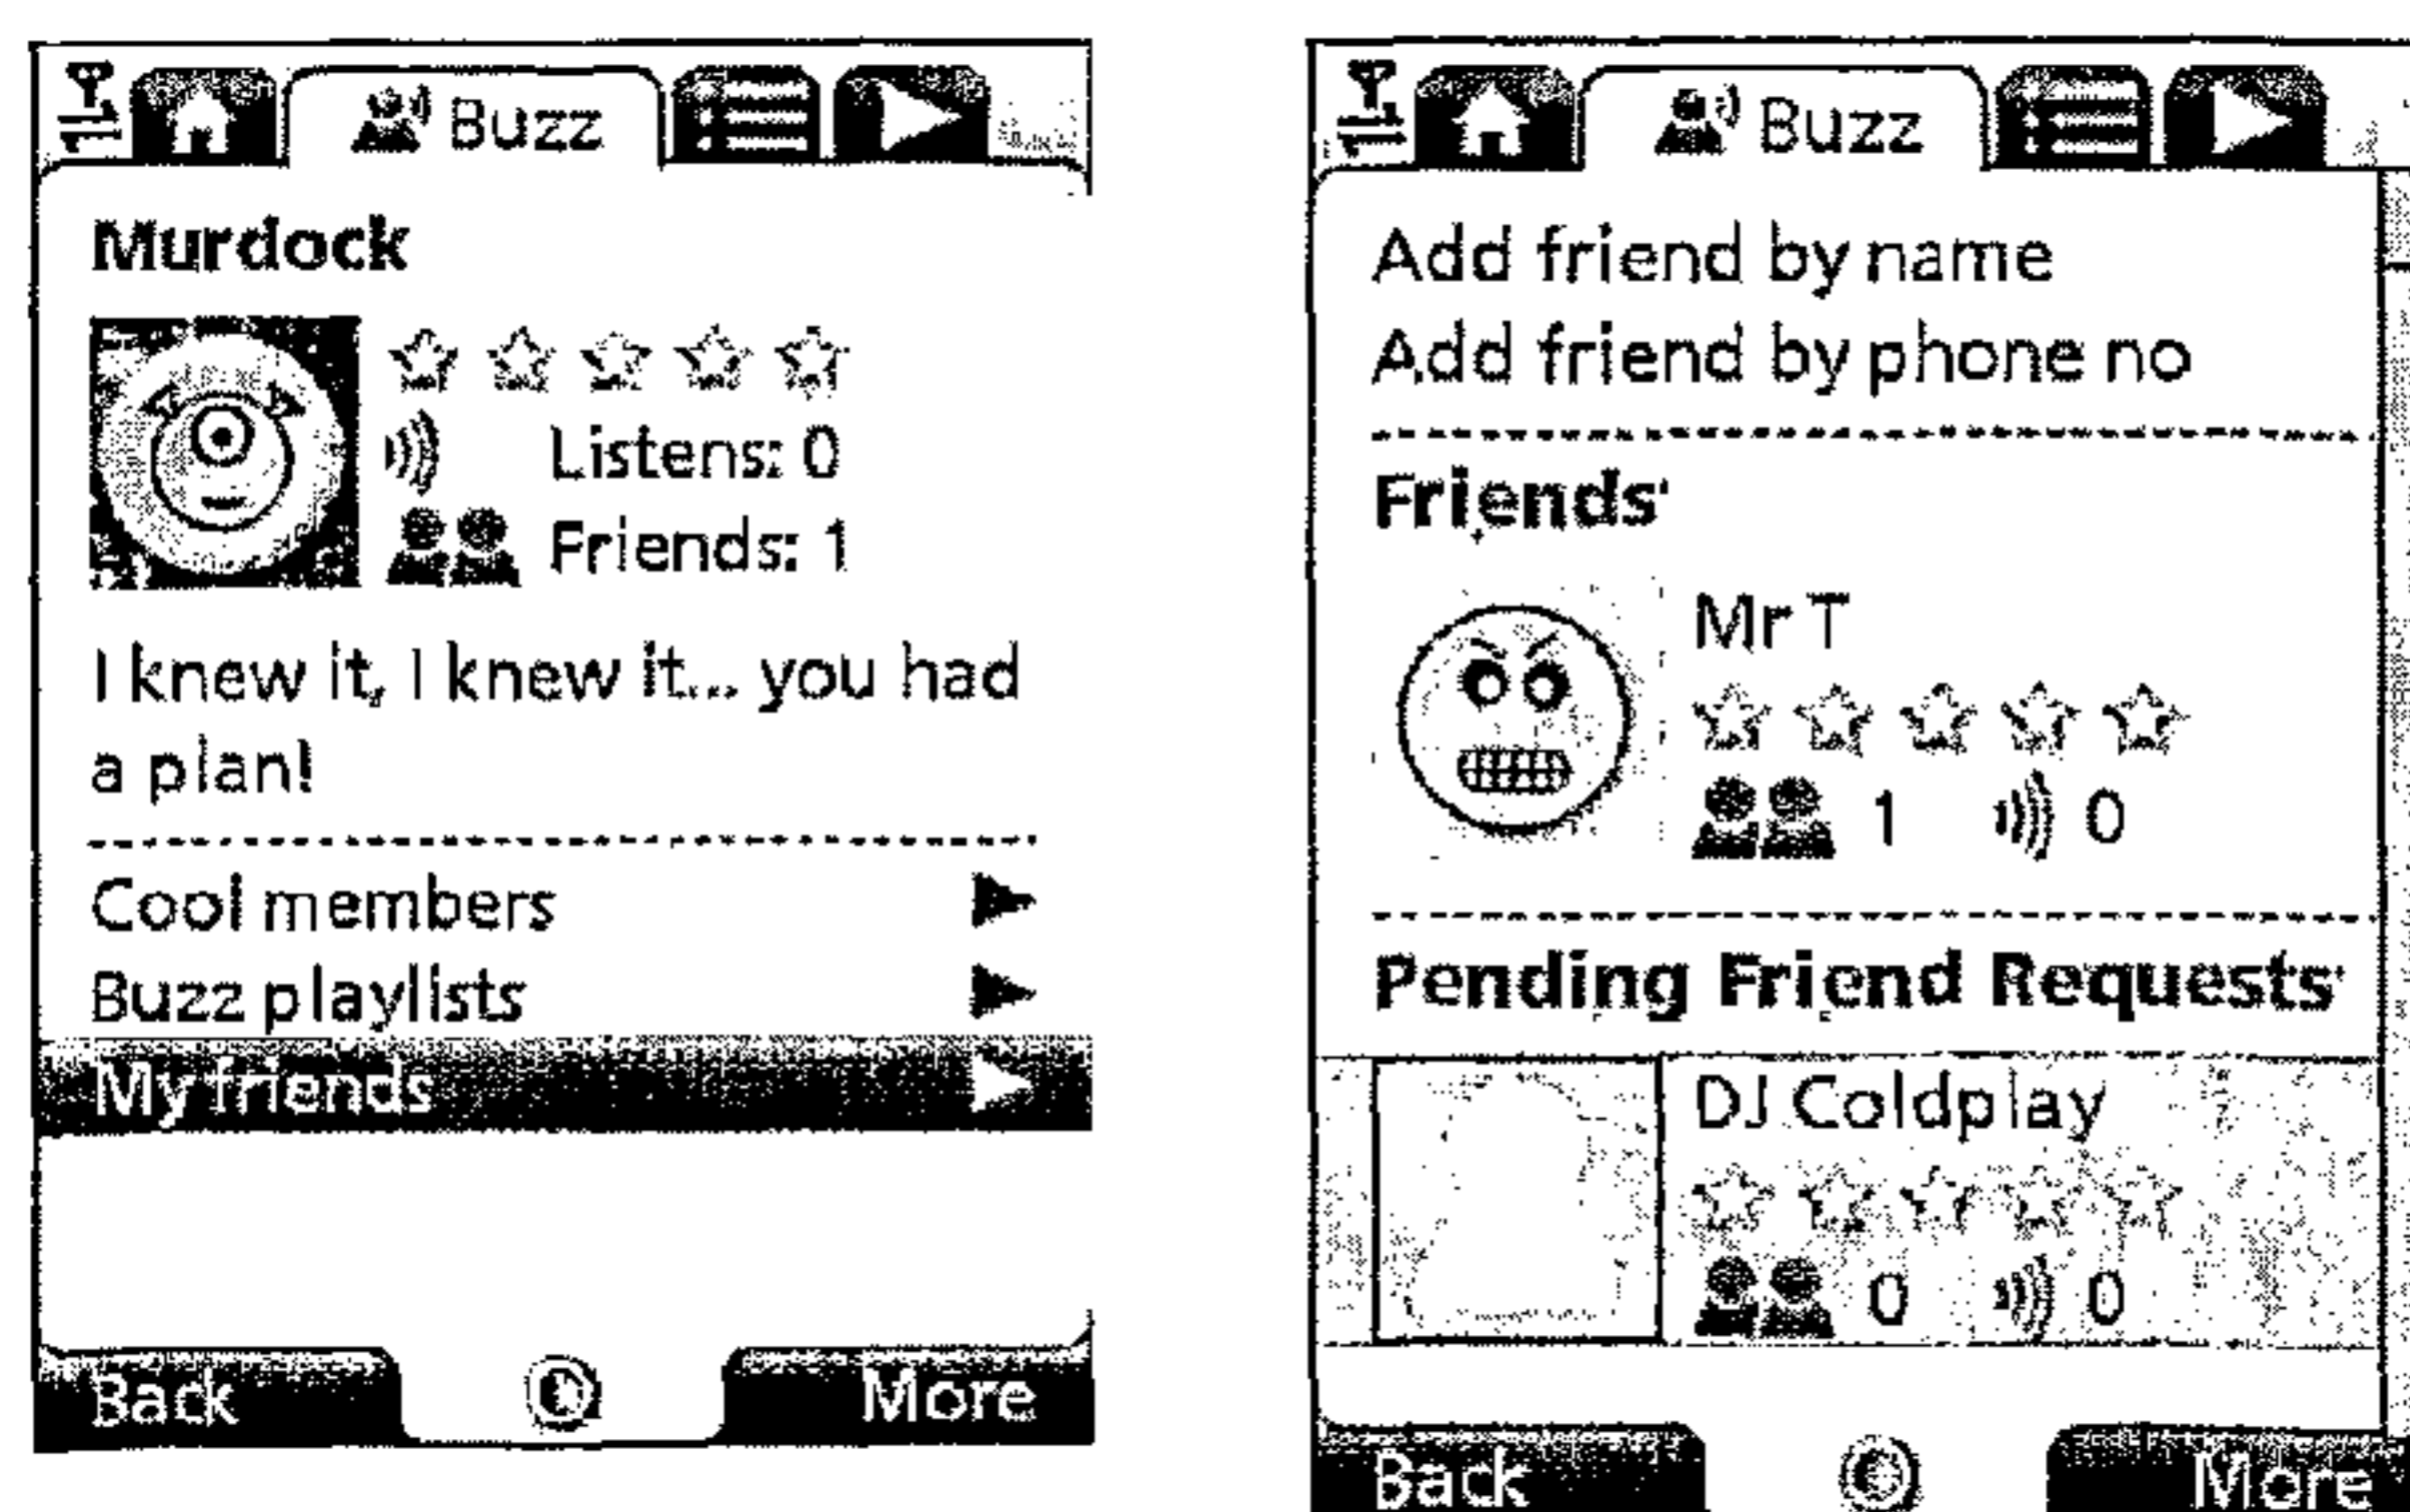 Buzz
Murdock
Listens: 0
Friends: 1
I knew it, I knew it... you had
a plan!
Cool members
Buzz playlists
My friends
Back
More
Buzz
Add friend by name
Add friend by phone no
Friends
Mr T
1 0
Pending Friend Requests
DJ Coldplay
0 0
Back
More